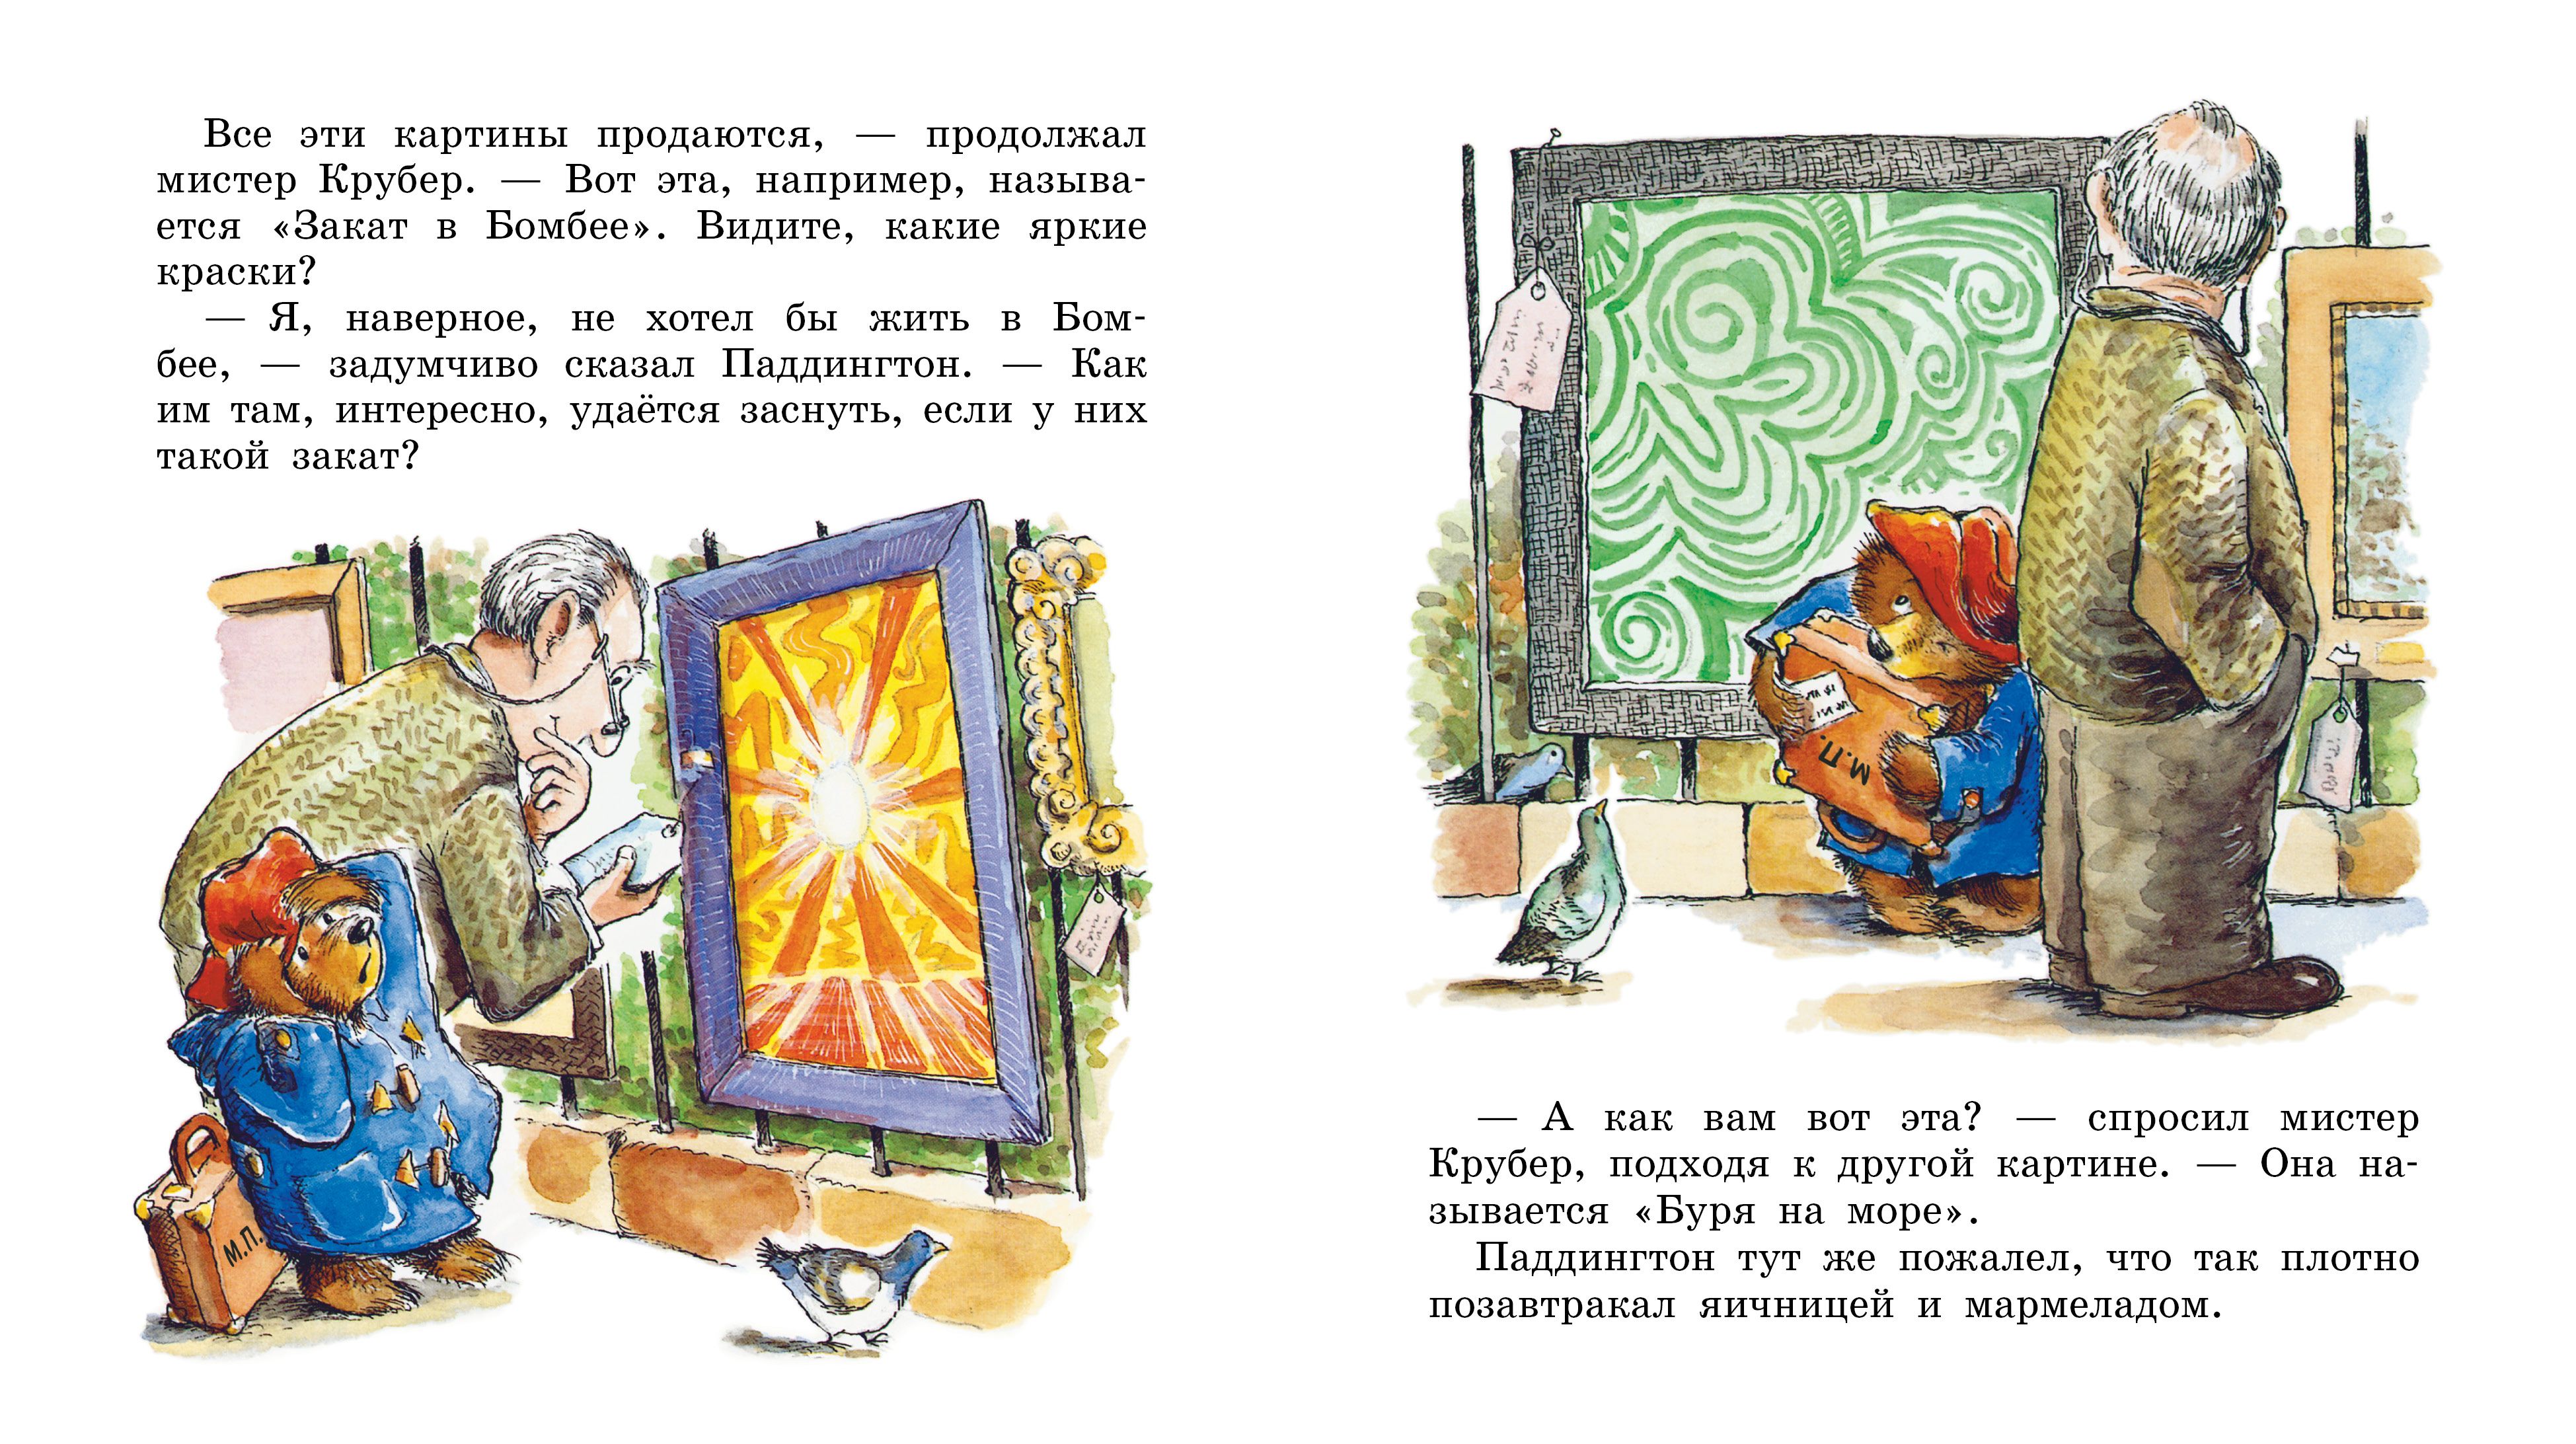 Все эти картины продаются, — продолжал
мистер Крубер. — Вот эта, например, называ-
ется «Закат в Бомбее». Видите, какие яркие
краски?
— Я, наверное, не хотел бы жить в Бом-
бее, — задумчиво сказал Паддингтон. — Как
им там, интересно, удаётся заснуть, если у них
такой закат?
М.П.
М.П.
— А как вам вот эта? — спросил мистер
Крубер, подходя к другой картине. — Она на-
зывается «Буря на море».
Паддингтон тут же пожалел, что так плотно
позавтракал яичницей и мармеладом.